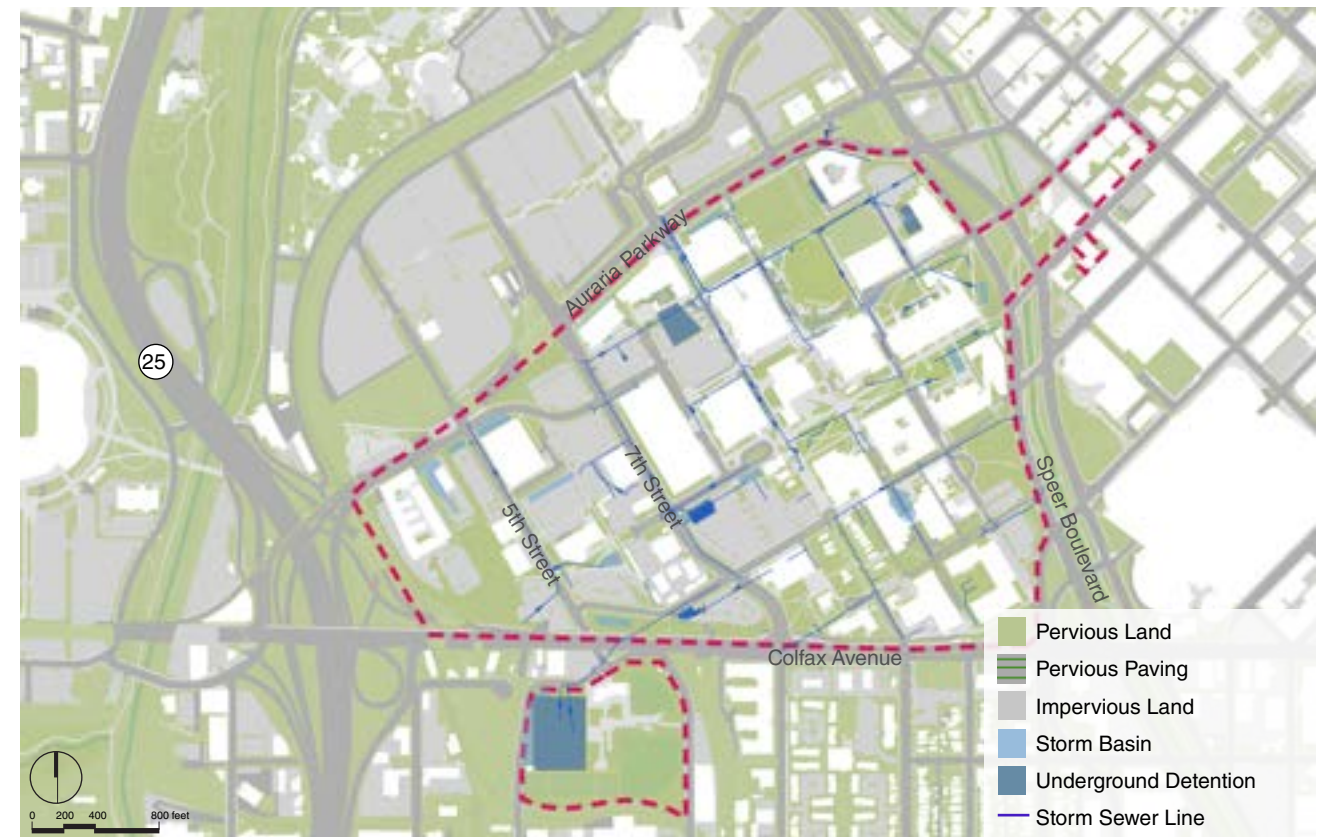 Auraria Parkway
25
7th Street
5th Street
Speer Boulevard
Colfax Avenue
Pervious Land
Pervious Paving
Impervious Land
Storm Basin
Underground Detention
Storm Sewer Line
0 200 400 800 feet